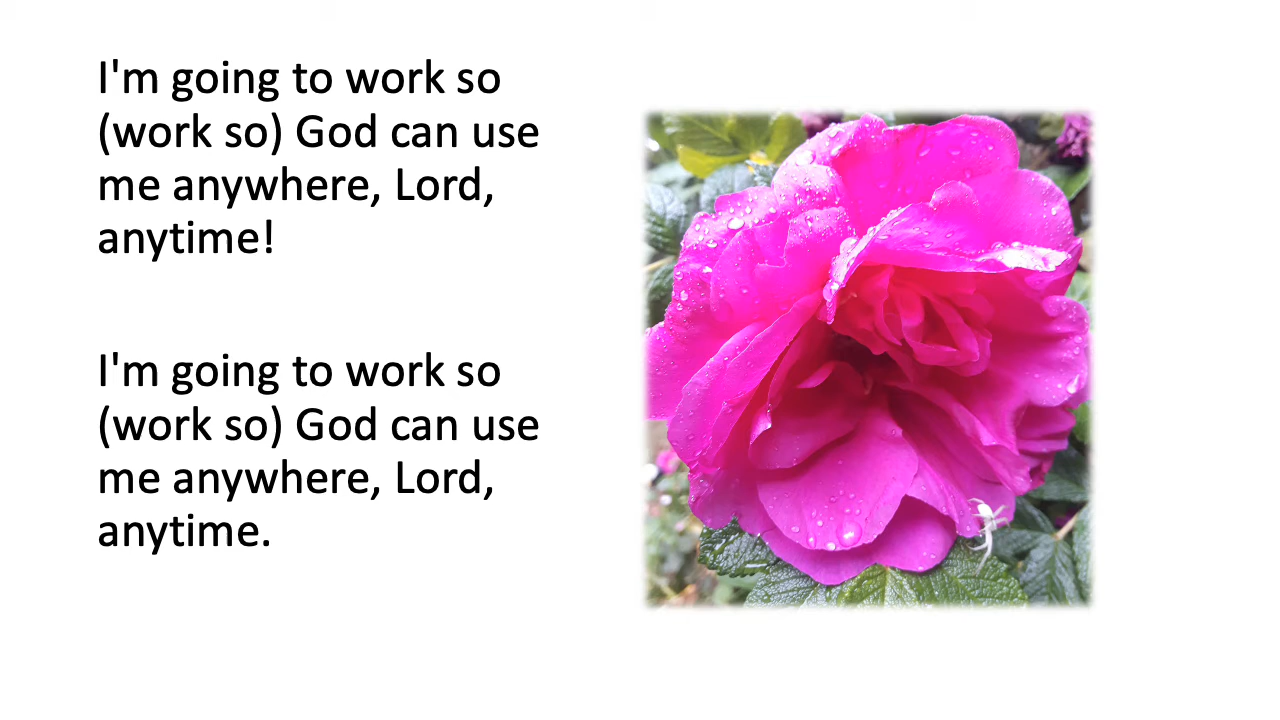 I'm going to work so
(work so) God can use
me anywhere, Lord,
anytime!
I'm going to work so
(work so) God can use
me anywhere, Lord,
anytime.